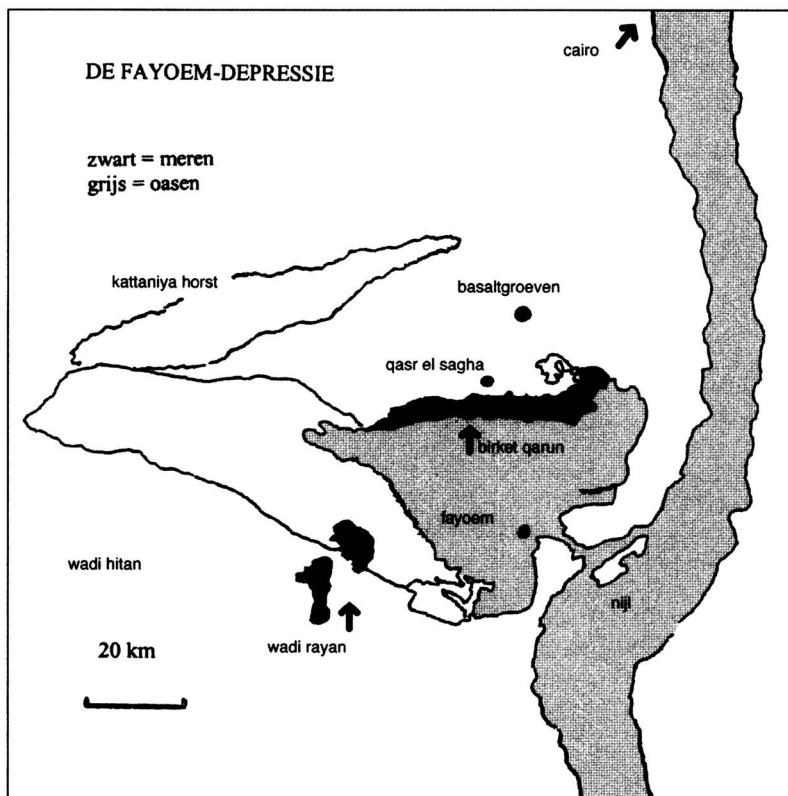 cairo
DE FAYOEM-DEPRESSIE
zwart = meren
grijs = oasen
kattaniya horst
basaltgroeven
qasr el sagha
birket qarun
fayoem
wadi hitan
nijl
wadi rayan
20 km